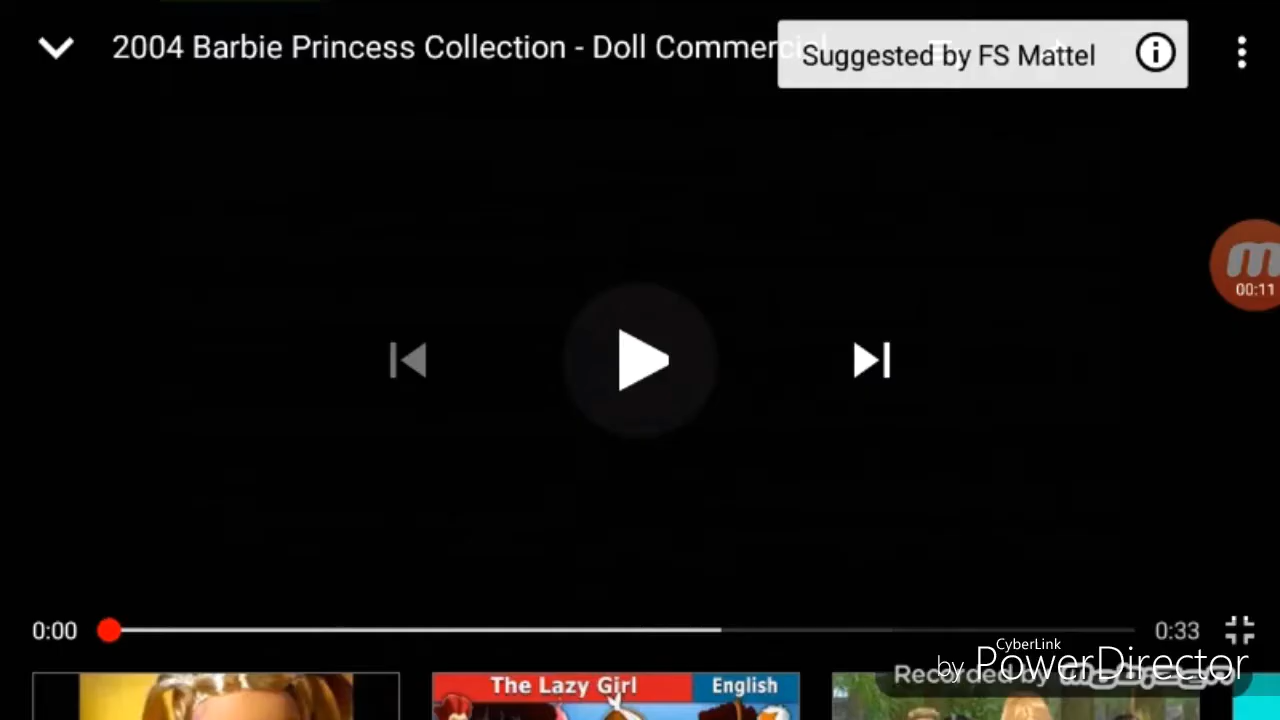 2004 Barbie Princess Collection - Doll Commerc
Suggested by FS Mattel
00:11
0:00
0:33
CyberLink
by PowerDirector
Recorded by
The Lazy Girl
English